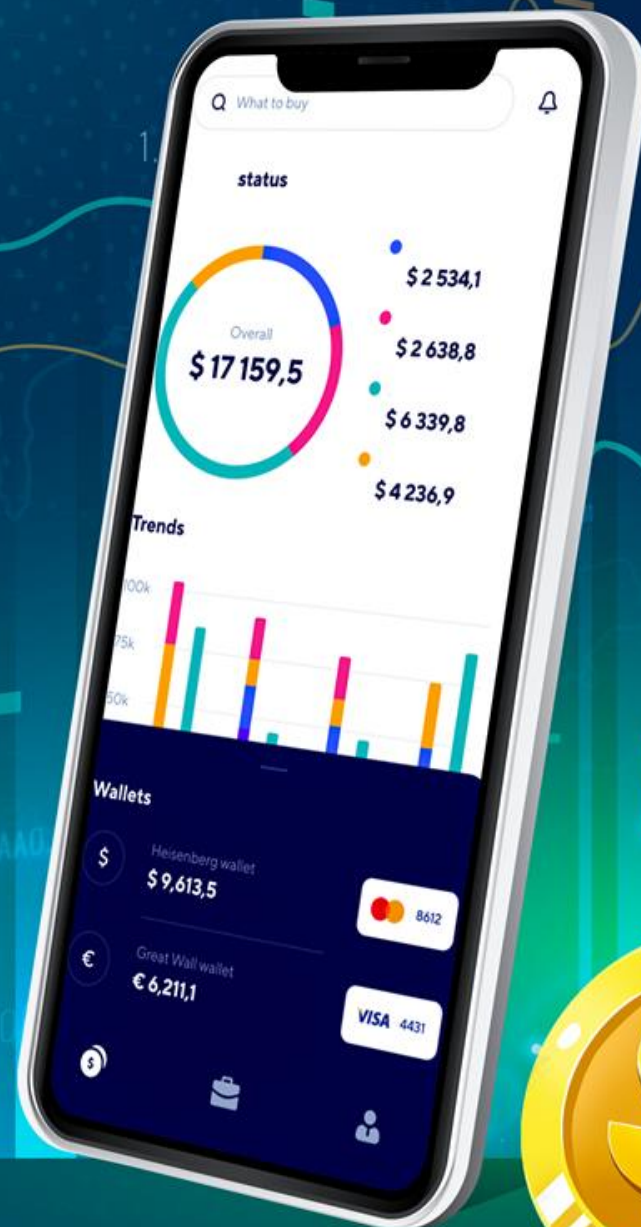 What to buy
status
Overall
$ 17 159,5
$ 2 534,1
$ 2 638,8
$ 6 339,8
$ 4 236,9
Trends
100k
75k
50k
Wallets
$
Heisenberg wallet
$ 9,613,5
8612
€
Great Wall wallet
€ 6,211,1
VISA 4431
$
1.